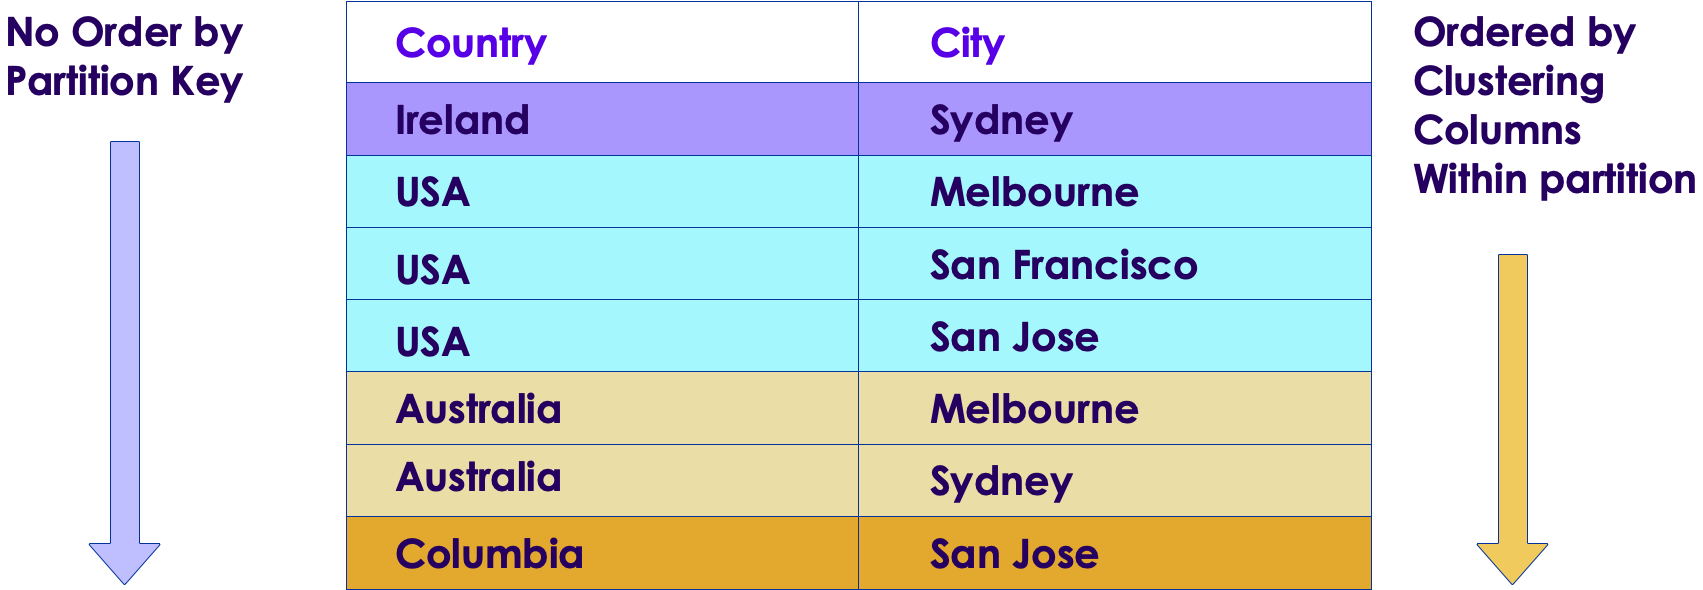 No Order by
Partition Key
Country City
Ireland Sydney
USA Melbourne
USA San Francisco
USA San Jose
Australia Melbourne
Australia Sydney
Columbia San Jose
Ordered by
Clustering
Columns
Within partition